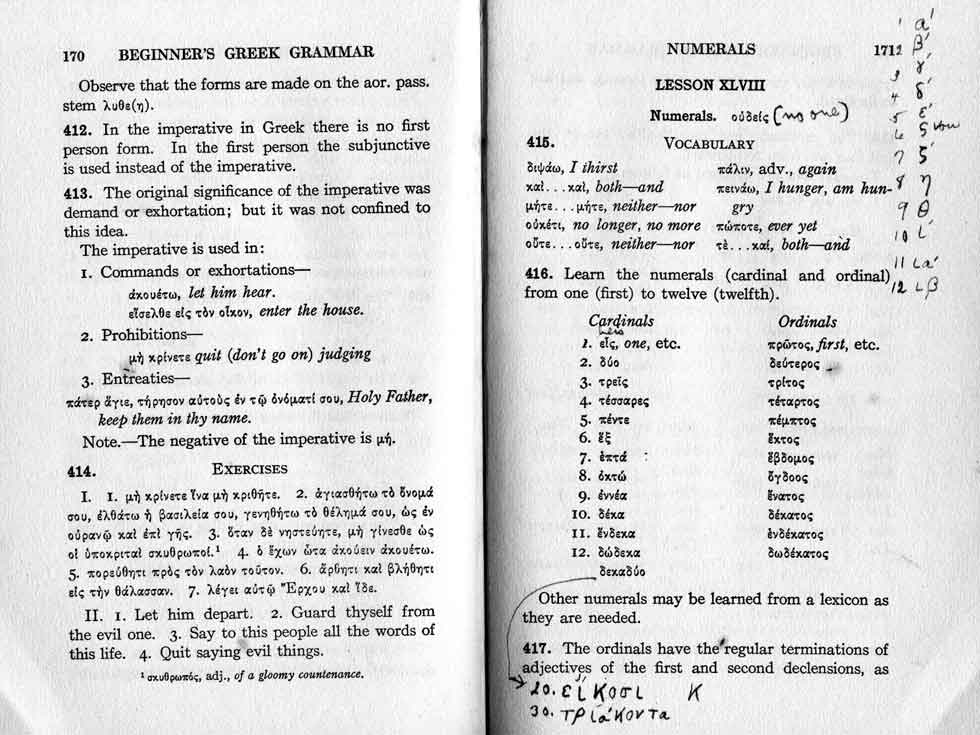 170 BEGINNER'S GREEK GRAMMAR
Observe that the forms are made on the aor. pass.
stem λυθε(η).
412. In the imperative in Greek there is no first
person form. In the first person the subjunctive
is used instead of the imperative.
413. The original significance of the imperative was
demand or exhortation; but it was not confined to
this idea.
The imperative is used in:
1. Commands or exhortations—
ἀκουέτω, let him hear.
εἴσελθε εἰς τὸν οἶκον, enter the house.
2. Prohibitions—
μὴ κρίνετε quit (don't go on) judging
3. Entreaties—
πάτερ ἅγιε, τήρησον αὐτοὺς ἐν τῷ ὀνόματί σου, Holy Father,
keep them in thy name.
Note.—The negative of the imperative is μή.
414. EXERCISES
I. 1. μὴ κρίνετε ἵνα μὴ κριθῆτε. 2. ἁγιασθήτω τὸ ὄνομά
σου, ἐλθάτω ἡ βασιλεία σου, γενηθήτω τὸ θέλημά σου, ὡς ἐν
οὐρανῷ καὶ ἐπὶ γῆς. 3. ὅταν δὲ νηστεύητε, μὴ γίνεσθε ὡς
οἱ ὑποκριταὶ σκυθρωποί.¹ 4. ὁ ἔχων ὦτα ἀκούειν ἀκουέτω.
5. πορεύθητι πρὸς τὸν λαὸν τοῦτον. 6. ἄρθητι καὶ βλήθητι
εἰς τὴν θάλασσαν. 7. λέγει αὐτῷ Ἔρχου καὶ ἴδε.
II. 1. Let him depart. 2. Guard thyself from
the evil one. 3. Say to this people all the words of
this life. 4. Quit saying evil things.
¹ σκυθρωπός, adj., of a gloomy countenance.
NUMERALS 171
LESSON XLVIII
Numerals. οὐδείς (no one)
415. VOCABULARY
διψάω, I thirst
καὶ...καὶ, both—and
μήτε...μήτε, neither—nor
οὐκέτι, no longer, no more
οὔτε...οὔτε, neither—nor
πάλιν, adv., again
πεινάω, I hunger, am hun-
gry
πώποτε, ever yet
τὲ...καί, both—and
416. Learn the numerals (cardinal and ordinal)
from one (first) to twelve (twelfth).
Cardinals Ordinals
1. εἷς, one, etc. πρῶτος, first, etc.
2. δύο δεύτερος
3. τρεῖς τρίτος
4. τέσσαρες τέταρτος
5. πέντε πέμπτος
6. ἕξ ἕκτος
7. ἑπτά ἕβδομος
8. ὀκτώ ὄγδοος
9. ἐννέα ἔνατος
10. δέκα δέκατος
11. ἕνδεκα ἑνδέκατος
12. δώδεκα δωδέκατος
δεκαδύο
Other numerals may be learned from a lexicon as
they are needed.
417. The ordinals have the regular terminations of
adjectives of the first and second declensions, as
20. εἴκοσι κ
30. τριάκοντα
1 α'
2 β'
3 γ'
4 δ'
5 ε'
6 ς
7 ζ'
8 η
9 θ
10 ι'
11 ια'
12 ιβ